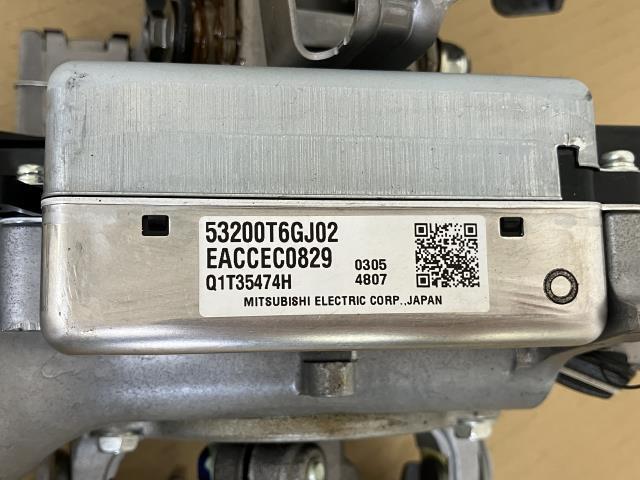 53200T6GJ02
EACCEC0829
0305
Q1T35474H
4807
MITSUBISHI ELECTRIC CORP.,JAPAN